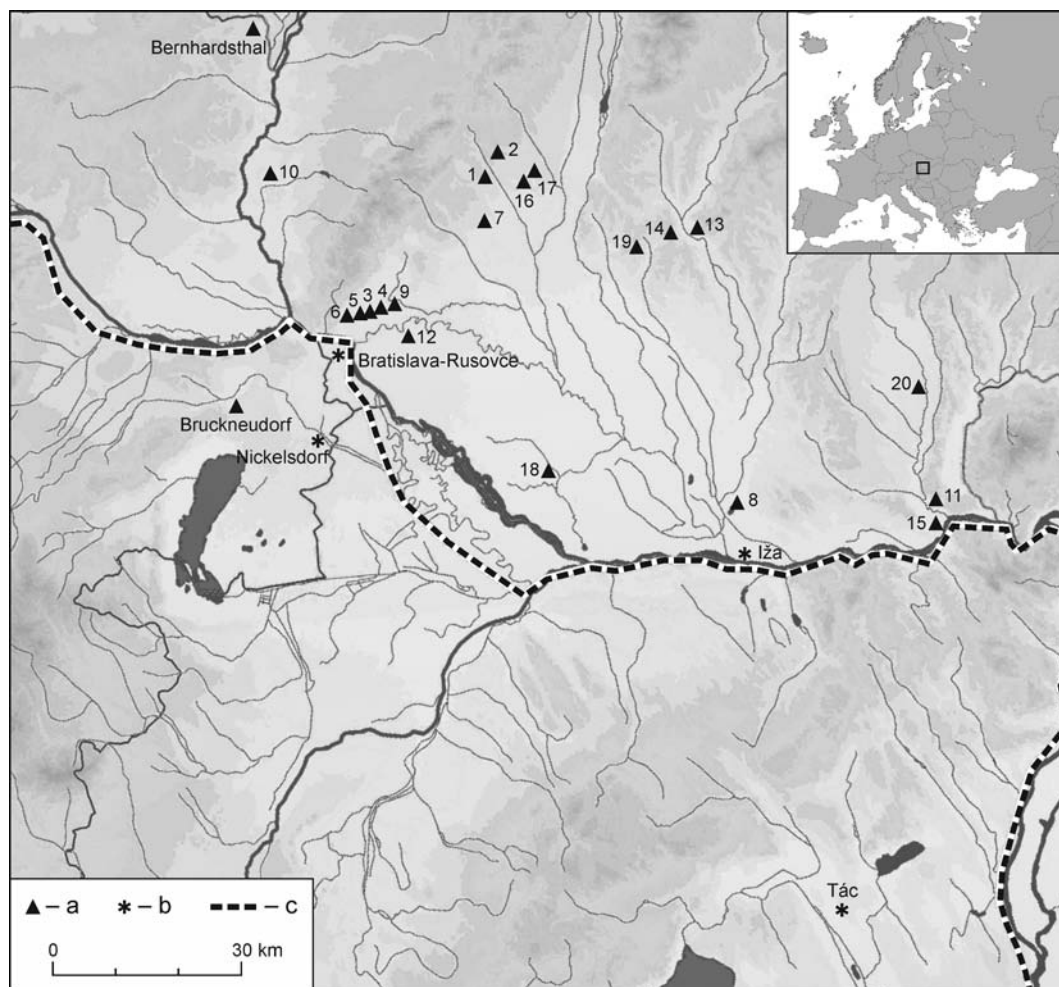 Bernhardsthal
2
10
1
17
16
7
13
14
19
9
4
3
5
6
12
Bratislava-Rusovce
20
Bruckneudorf
Nickelsdorf
18
8
11
15
Iža
Tác
– a
– b
– c
0
30 km